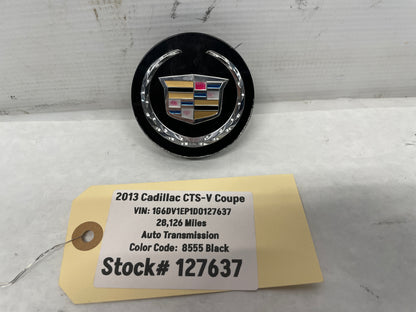 2013 Cadillac CTS-V Coupe
VIN: 1G6DV1EP1D0127637
28,126 Miles
Auto Transmission
Color Code: 8555 Black
Stock# 127637